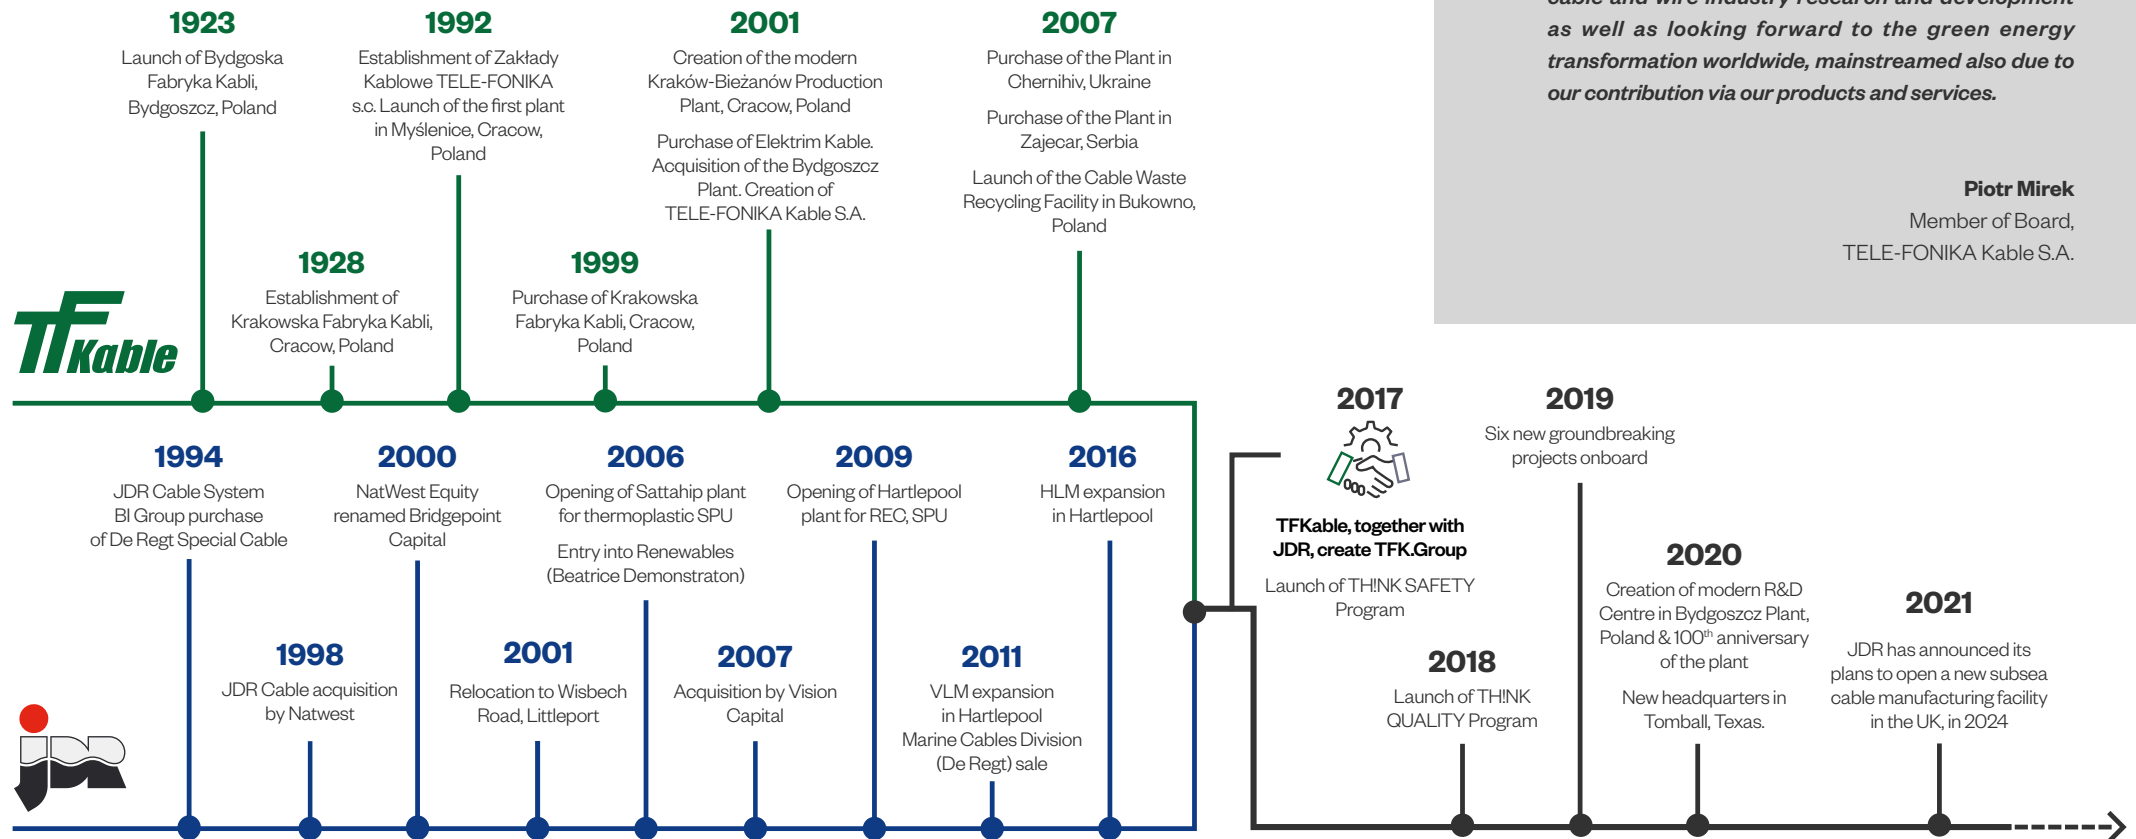 1923
Launch of Bydgoska
Fabryka Kabli,
Bydgoszcz, Poland
1928
Establishment of
Krakowska Fabryka Kabli,
Cracow, Poland
1992
Establishment of Zakłady
Kablowe TELE-FONIKA
s.c. Launch of the first plant
in Myślenice, Cracow,
Poland
1999
Purchase of Krakowska
Fabryka Kabli, Cracow,
Poland
2001
Creation of the modern
Kraków-Bieżanów Production
Plant, Cracow, Poland
Purchase of Elektrim Kable.
Acquisition of the Bydgoszcz
Plant. Creation of
TELE-FONIKA Kable S.A.
2007
Purchase of the Plant in
Chernihiv, Ukraine
Purchase of the Plant in
Zajecar, Serbia
Launch of the Cable Waste
Recycling Facility in Bukowno,
Poland
cable and wire industry research and development
as well as looking forward to the green energy
transformation worldwide, mainstreamed also due to
our contribution via our products and services.
Piotr Mirek
Member of Board,
TELE-FONIKA Kable S.A.
TF Kable
1994
JDR Cable System
BI Group purchase
of De Regt Special Cable
1998
JDR Cable acquisition
by Natwest
2000
NatWest Equity
renamed Bridgepoint
Capital
2001
Relocation to Wisbech
Road, Littleport
2006
Opening of Sattahip plant
for thermoplastic SPU
Entry into Renewables
(Beatrice Demonstraton)
2007
Acquisition by Vision
Capital
2009
Opening of Hartlepool
plant for REC, SPU
2011
VLM expansion
in Hartlepool
Marine Cables Division
(De Regt) sale
2016
HLM expansion
in Hartlepool
jDR
2017
TFKable, together with
JDR, create TFK.Group
Launch of TH!NK SAFETY
Program
2018
Launch of TH!NK
QUALITY Program
2019
Six new groundbreaking
projects onboard
2020
Creation of modern R&D
Centre in Bydgoszcz Plant,
Poland & 100th anniversary
of the plant
New headquarters in
Tomball, Texas.
2021
JDR has announced its
plans to open a new subsea
cable manufacturing facility
in the UK, in 2024